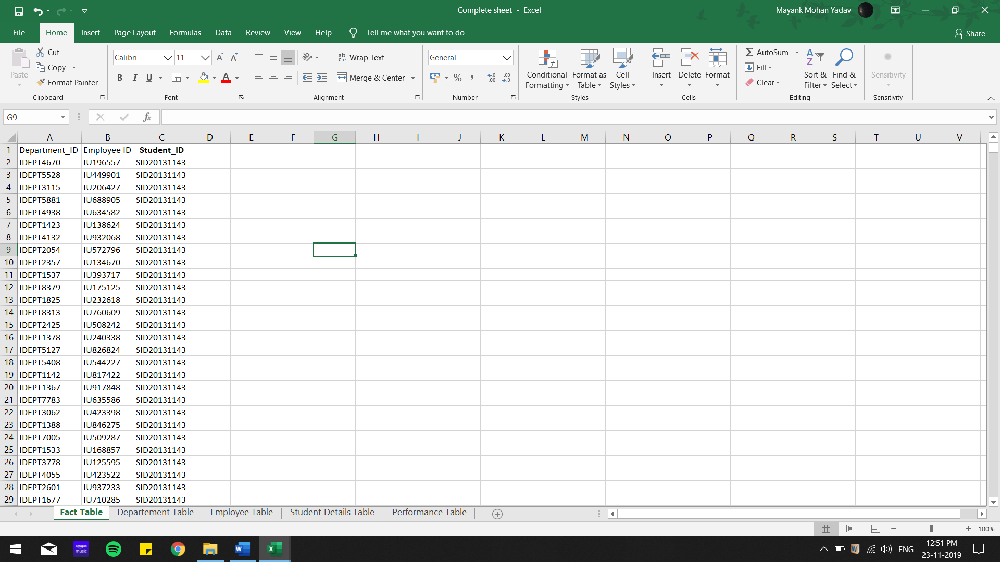 Complete sheet - Excel
Mayank Mohan Yadav
File Home Insert Page Layout Formulas Data Review View Help Tell me what you want to do Share
Paste
Cut
Copy
Format Painter
Clipboard
Calibri 11
B I U
Font
Wrap Text
Merge & Center
Alignment
General
Number
Conditional Formatting
Format as Table
Cell Styles
Styles
Insert Delete Format
Cells
AutoSum
Fill
Clear
Sort & Filter
Find & Select
Editing
Sensitivity
Sensitivity
G9
fx
A B C D E F G H I J K L M N O P Q R S T U V
1 Department_ID Employee ID Student_ID
2 IDEPT4670 IU196557 SID20131143
3 IDEPT5528 IU449901 SID20131143
4 IDEPT3115 IU206427 SID20131143
5 IDEPT5881 IU688905 SID20131143
6 IDEPT4938 IU634582 SID20131143
7 IDEPT1423 IU138624 SID20131143
8 IDEPT4132 IU932068 SID20131143
9 IDEPT2054 IU572796 SID20131143
10 IDEPT2357 IU134670 SID20131143
11 IDEPT1537 IU393717 SID20131143
12 IDEPT8379 IU175125 SID20131143
13 IDEPT1825 IU232618 SID20131143
14 IDEPT8313 IU760609 SID20131143
15 IDEPT2425 IU508242 SID20131143
16 IDEPT1378 IU240338 SID20131143
17 IDEPT5127 IU826824 SID20131143
18 IDEPT5408 IU544227 SID20131143
19 IDEPT1142 IU817422 SID20131143
20 IDEPT1367 IU917848 SID20131143
21 IDEPT7783 IU635586 SID20131143
22 IDEPT3062 IU423398 SID20131143
23 IDEPT1388 IU846275 SID20131143
24 IDEPT7005 IU509287 SID20131143
25 IDEPT1533 IU168857 SID20131143
26 IDEPT3778 IU125595 SID20131143
27 IDEPT4055 IU423522 SID20131143
28 IDEPT2601 IU937233 SID20131143
29 IDEPT1677 IU710285 SID20131143
Fact Table Departement Table Employee Table Student Details Table Performance Table
100%
amazon music
ENG
12:51 PM
23-11-2019